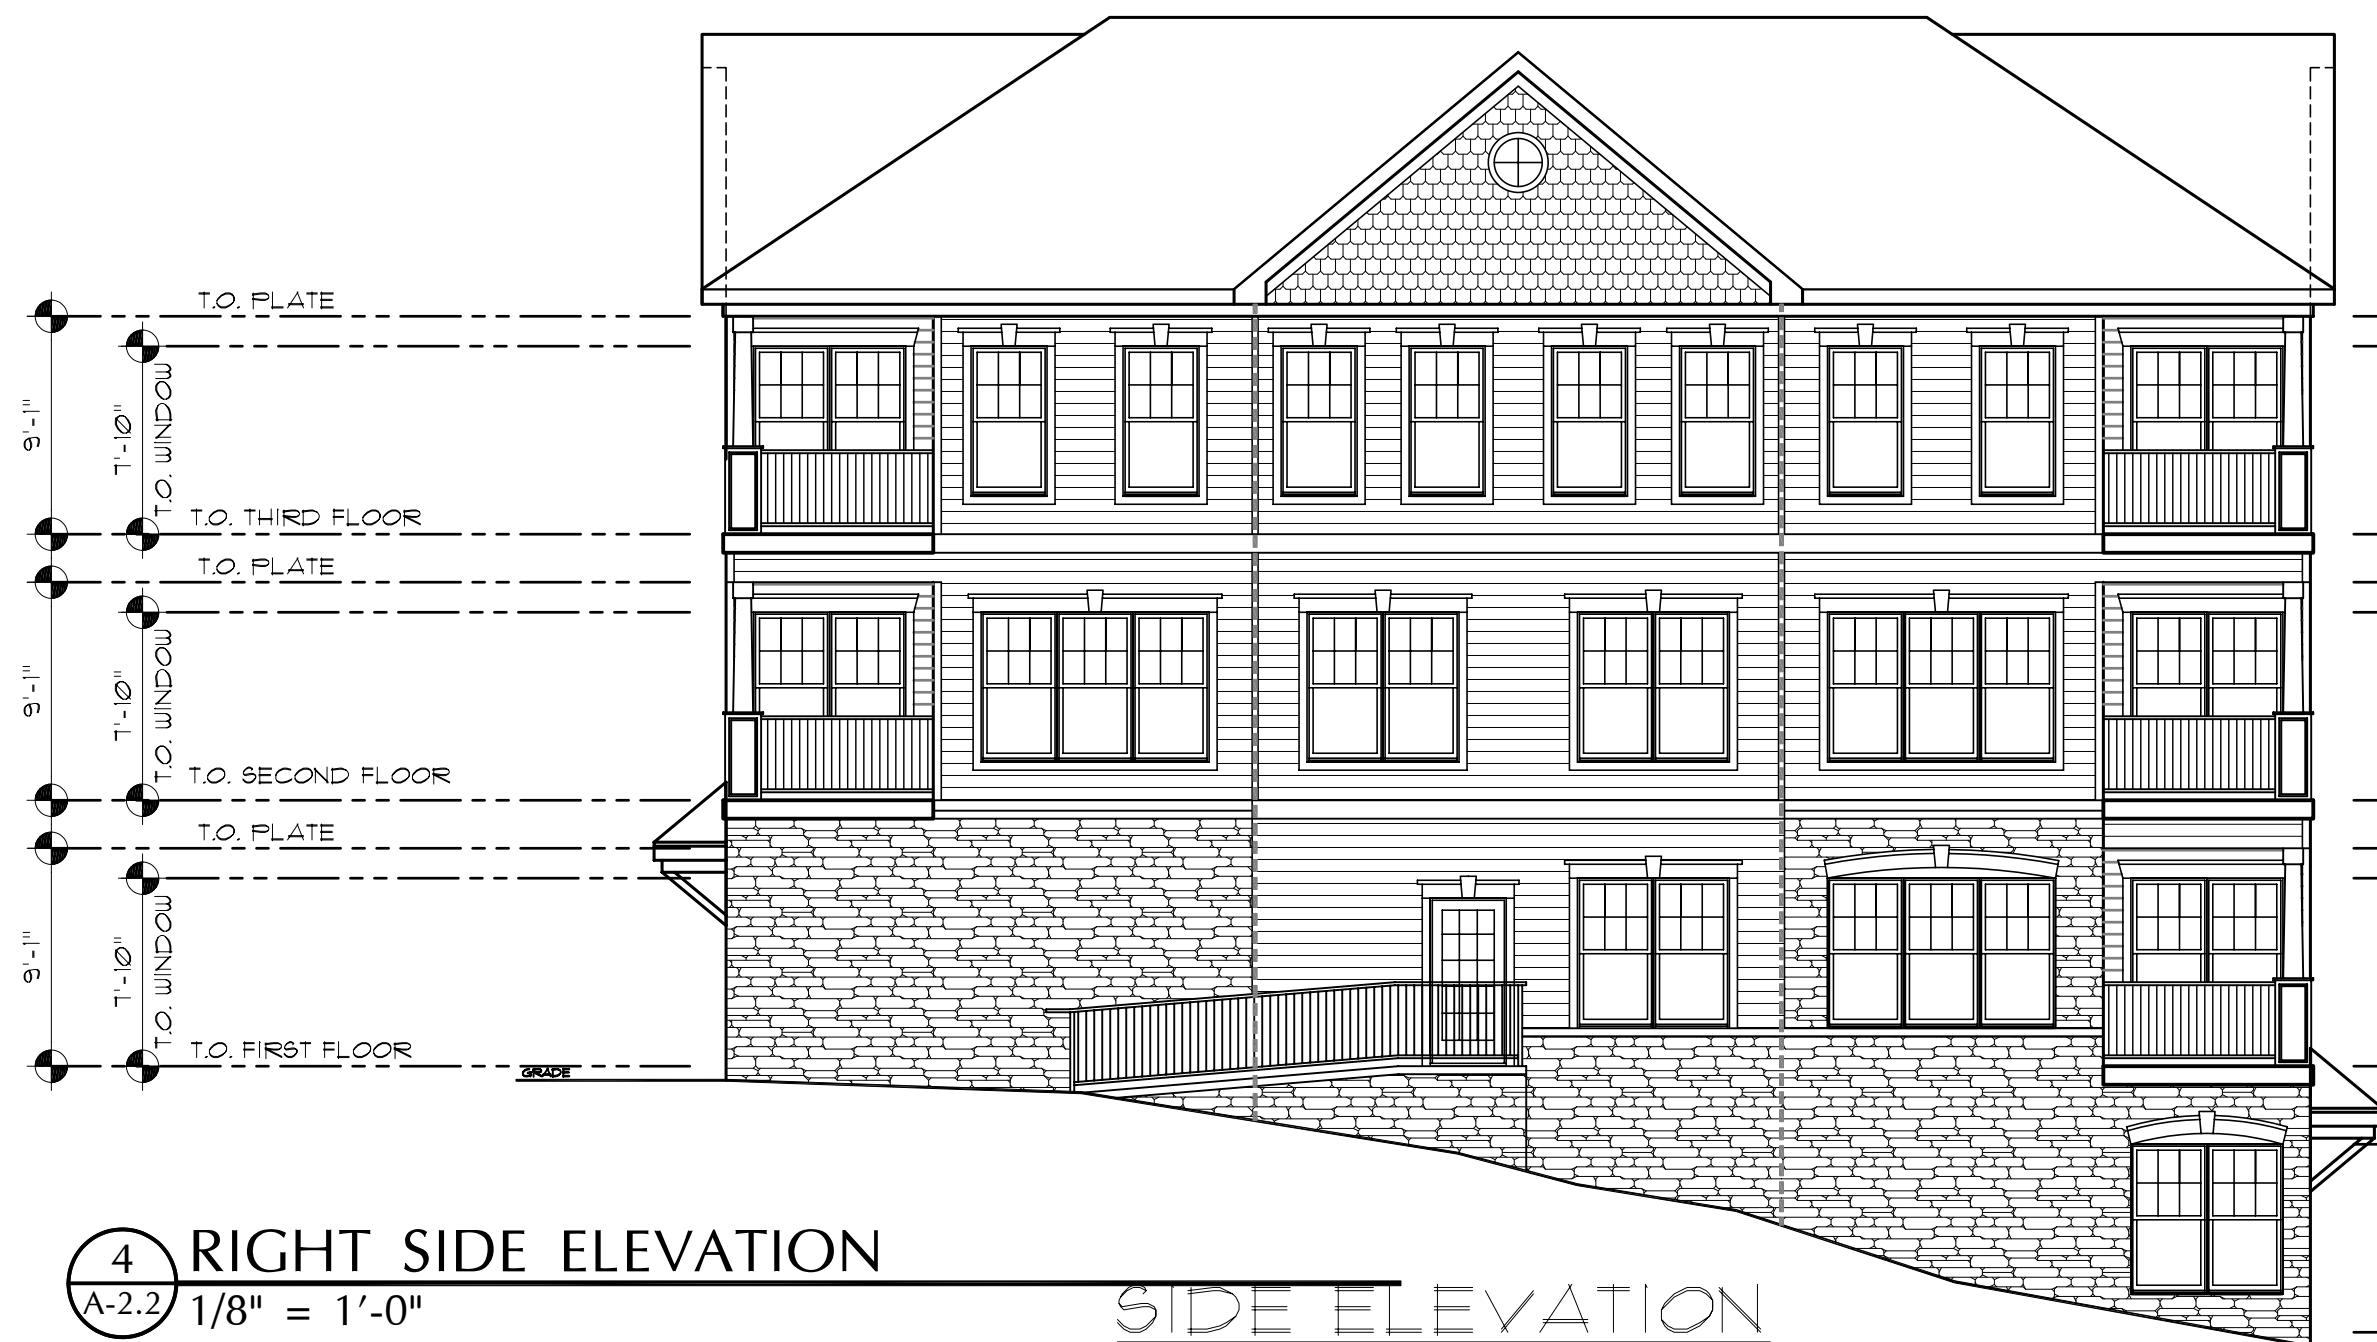 T.O. PLATE
9'-1"
7'-10"
T.O. WINDOW
T.O. THIRD FLOOR
T.O. PLATE
9'-1"
7'-10"
T.O. WINDOW
T.O. SECOND FLOOR
T.O. PLATE
9'-1"
7'-10"
T.O. WINDOW
T.O. FIRST FLOOR
GRADE
4
A-2.2
RIGHT SIDE ELEVATION
1/8" = 1'-0"
SIDE ELEVATION